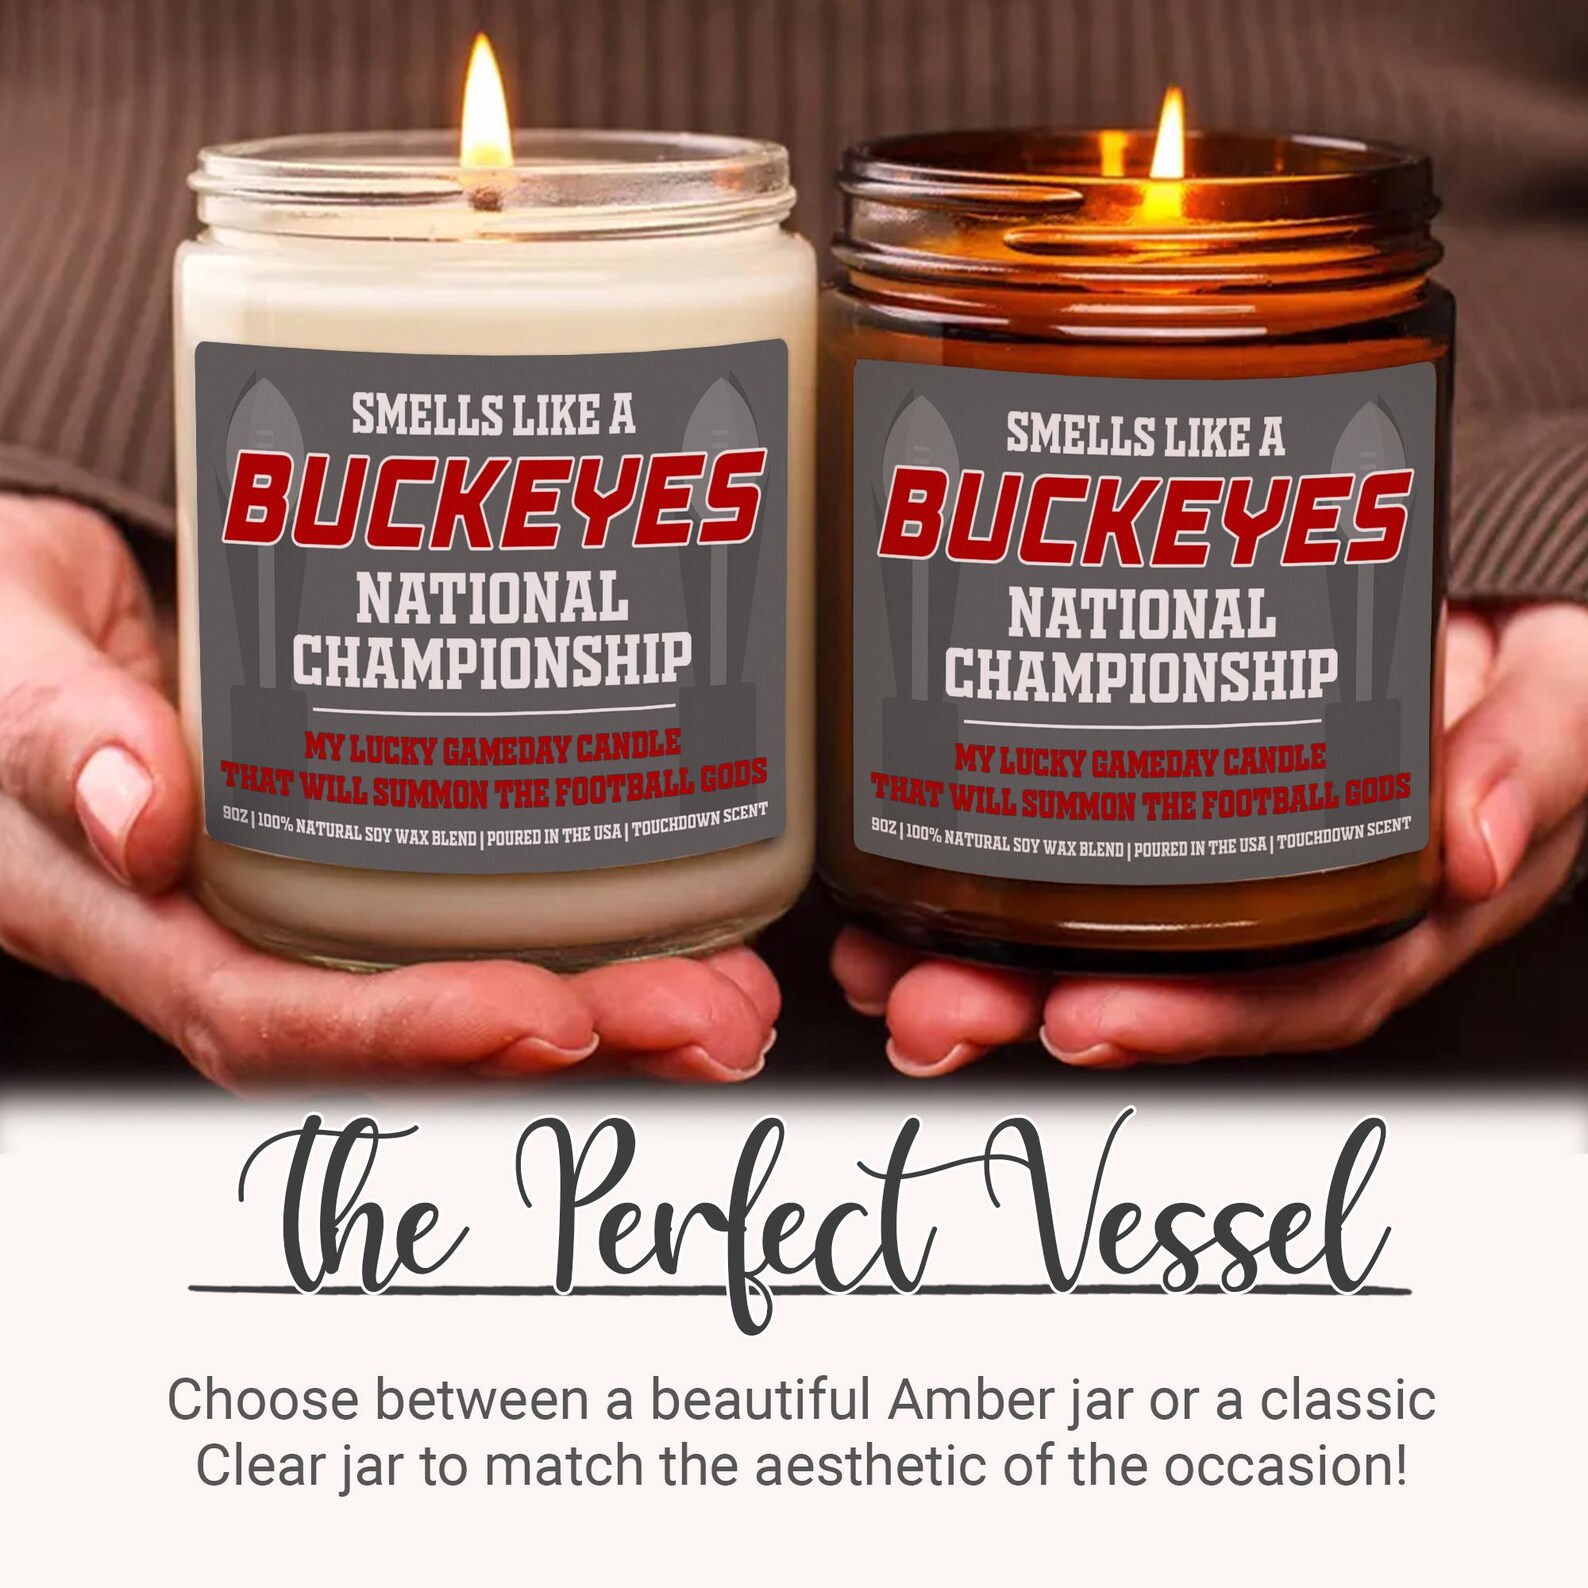 SMELLS LIKE A
BUCKEYES
NATIONAL
CHAMPIONSHIP
MY LUCKY GAMEDAY CANDLE
THAT WILL SUMMON THE FOOTBALL GODS
9OZ | 100% NATURAL SOY WAX BLEND | POURED IN THE USA | TOUCHDOWN SCENT
SMELLS LIKE A
BUCKEYES
NATIONAL
CHAMPIONSHIP
MY LUCKY GAMEDAY CANDLE
THAT WILL SUMMON THE FOOTBALL GODS
9OZ | 100% NATURAL SOY WAX BLEND | POURED IN THE USA | TOUCHDOWN SCENT
The Perfect Vessel
Choose between a beautiful Amber jar or a classic
Clear jar to match the aesthetic of the occasion!